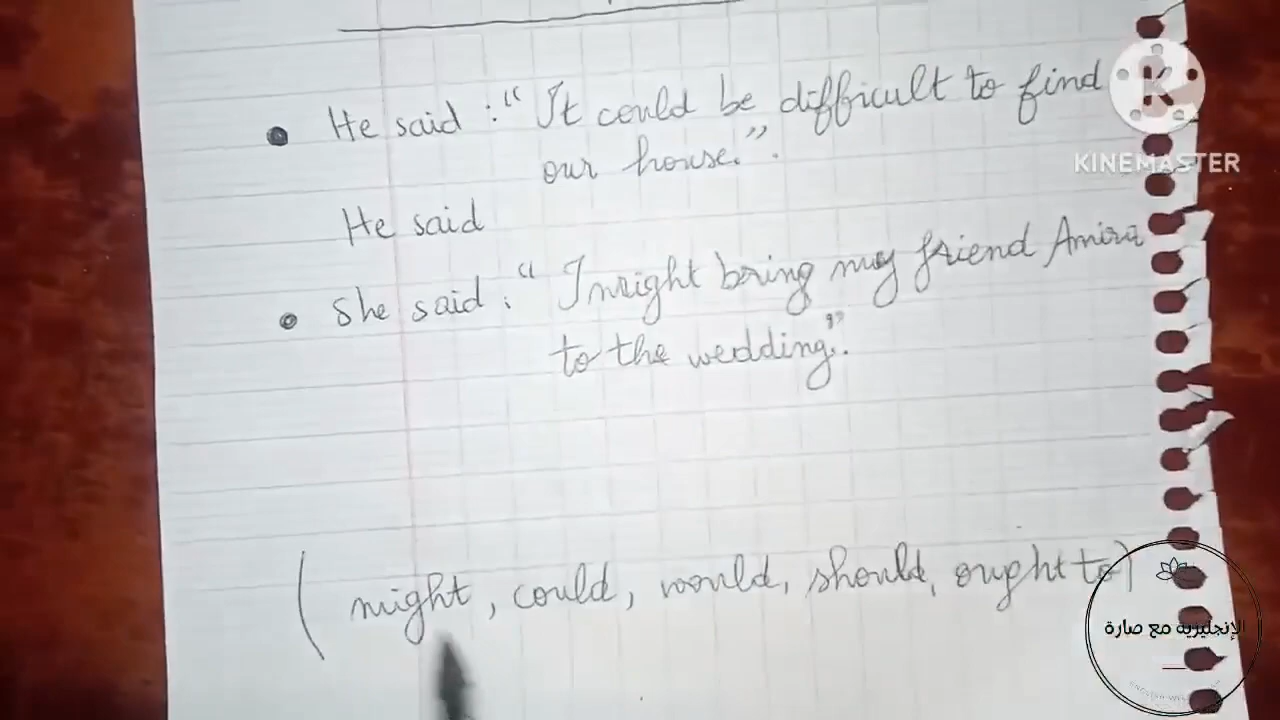 He said : " It could be difficult to find
our house.".
He said
She said : " I might bring my friend Amira
to the wedding".
( might, could, would, should, ought to)
K
KINEMASTER
الإنجليزية مع صارة